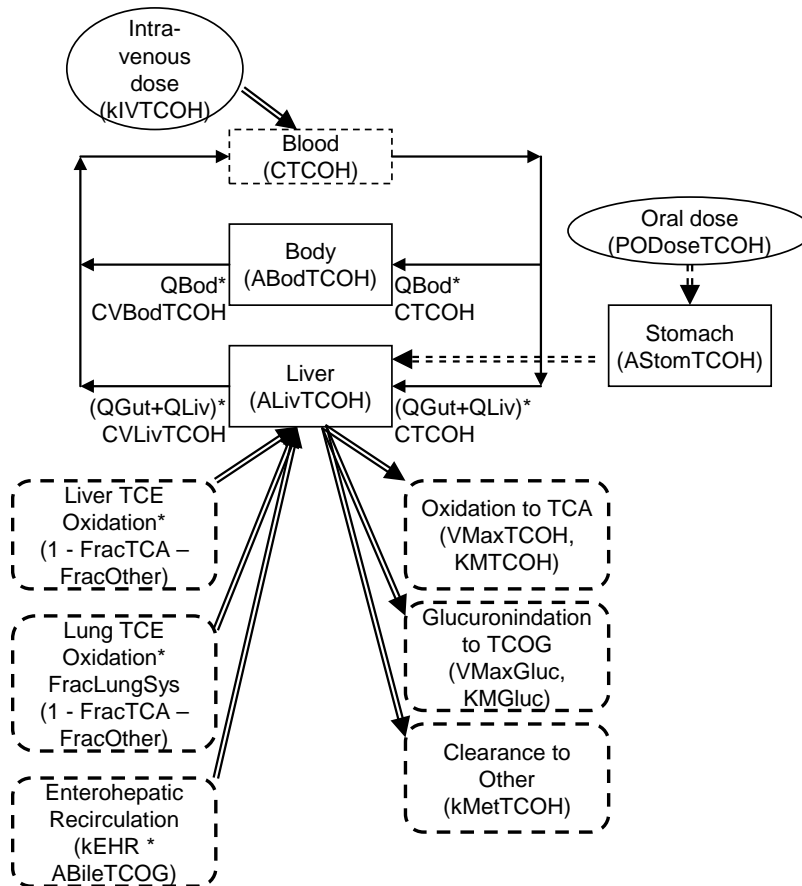 Intra-
venous
dose
(kIVTCOH)
Blood
(CTCOH)
Oral dose
(PODoseTCOH)
Body
(ABodTCOH)
QBod*
CVBodTCOH
QBod*
CTCOH
Stomach
(AStomTCOH)
Liver
(ALivTCOH)
(QGut+QLiv)*
CVLivTCOH
(QGut+QLiv)*
CTCOH
Liver TCE
Oxidation*
(1 - FracTCA –
FracOther)
Oxidation to TCA
(VMaxTCOH,
KMTCOH)
Lung TCE
Oxidation*
FracLungSys
(1 - FracTCA –
FracOther)
Glucuronindation
to TCOG
(VMaxGluc,
KMGluc)
Enterohepatic
Recirculation
(kEHR *
ABileTCOG)
Clearance to
Other
(kMetTCOH)